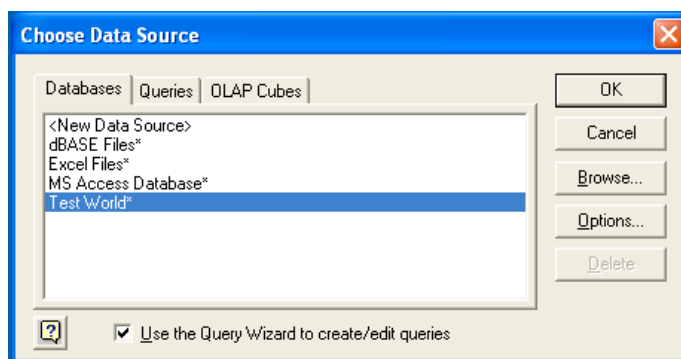 Choose Data Source
Databases Queries OLAP Cubes
<New Data Source>
dBASE Files*
Excel Files*
MS Access Database*
Test World*
OK
Cancel
Browse...
Options...
Delete
Use the Query Wizard to create/edit queries